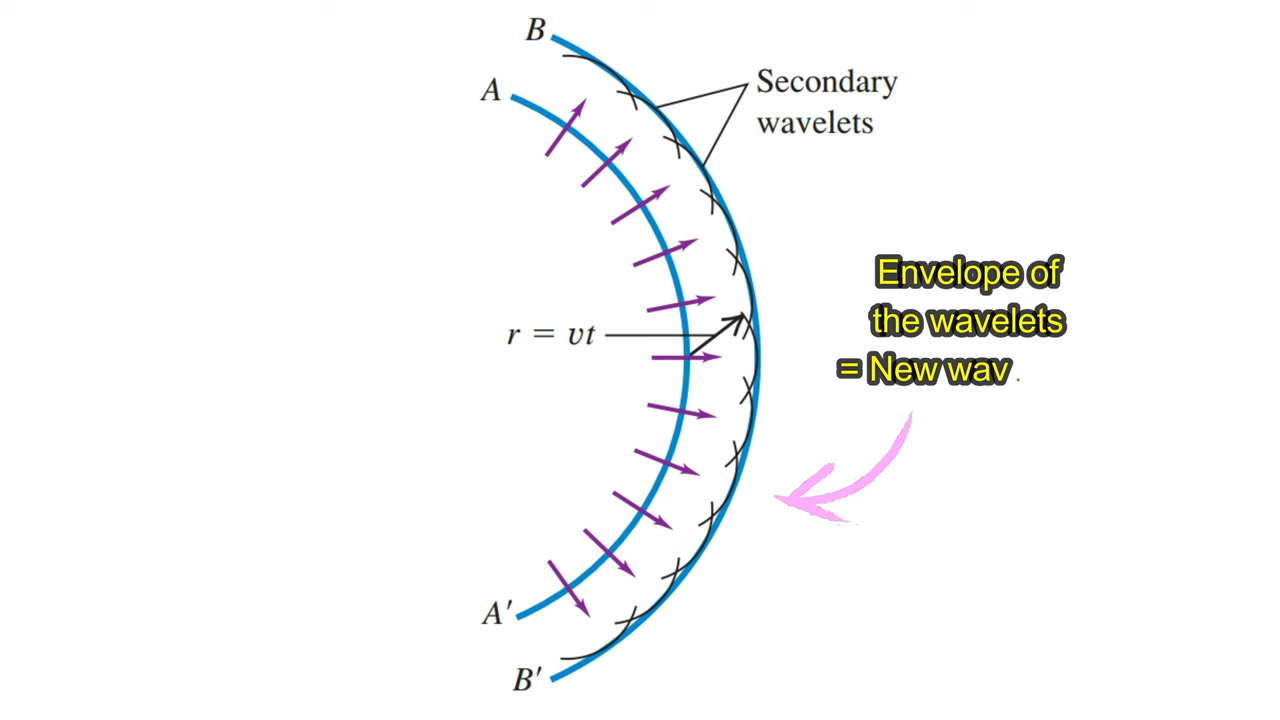 B
A
Secondary
wavelets
Envelope of
the wavelets
= New wav
r = vt
A′
B′